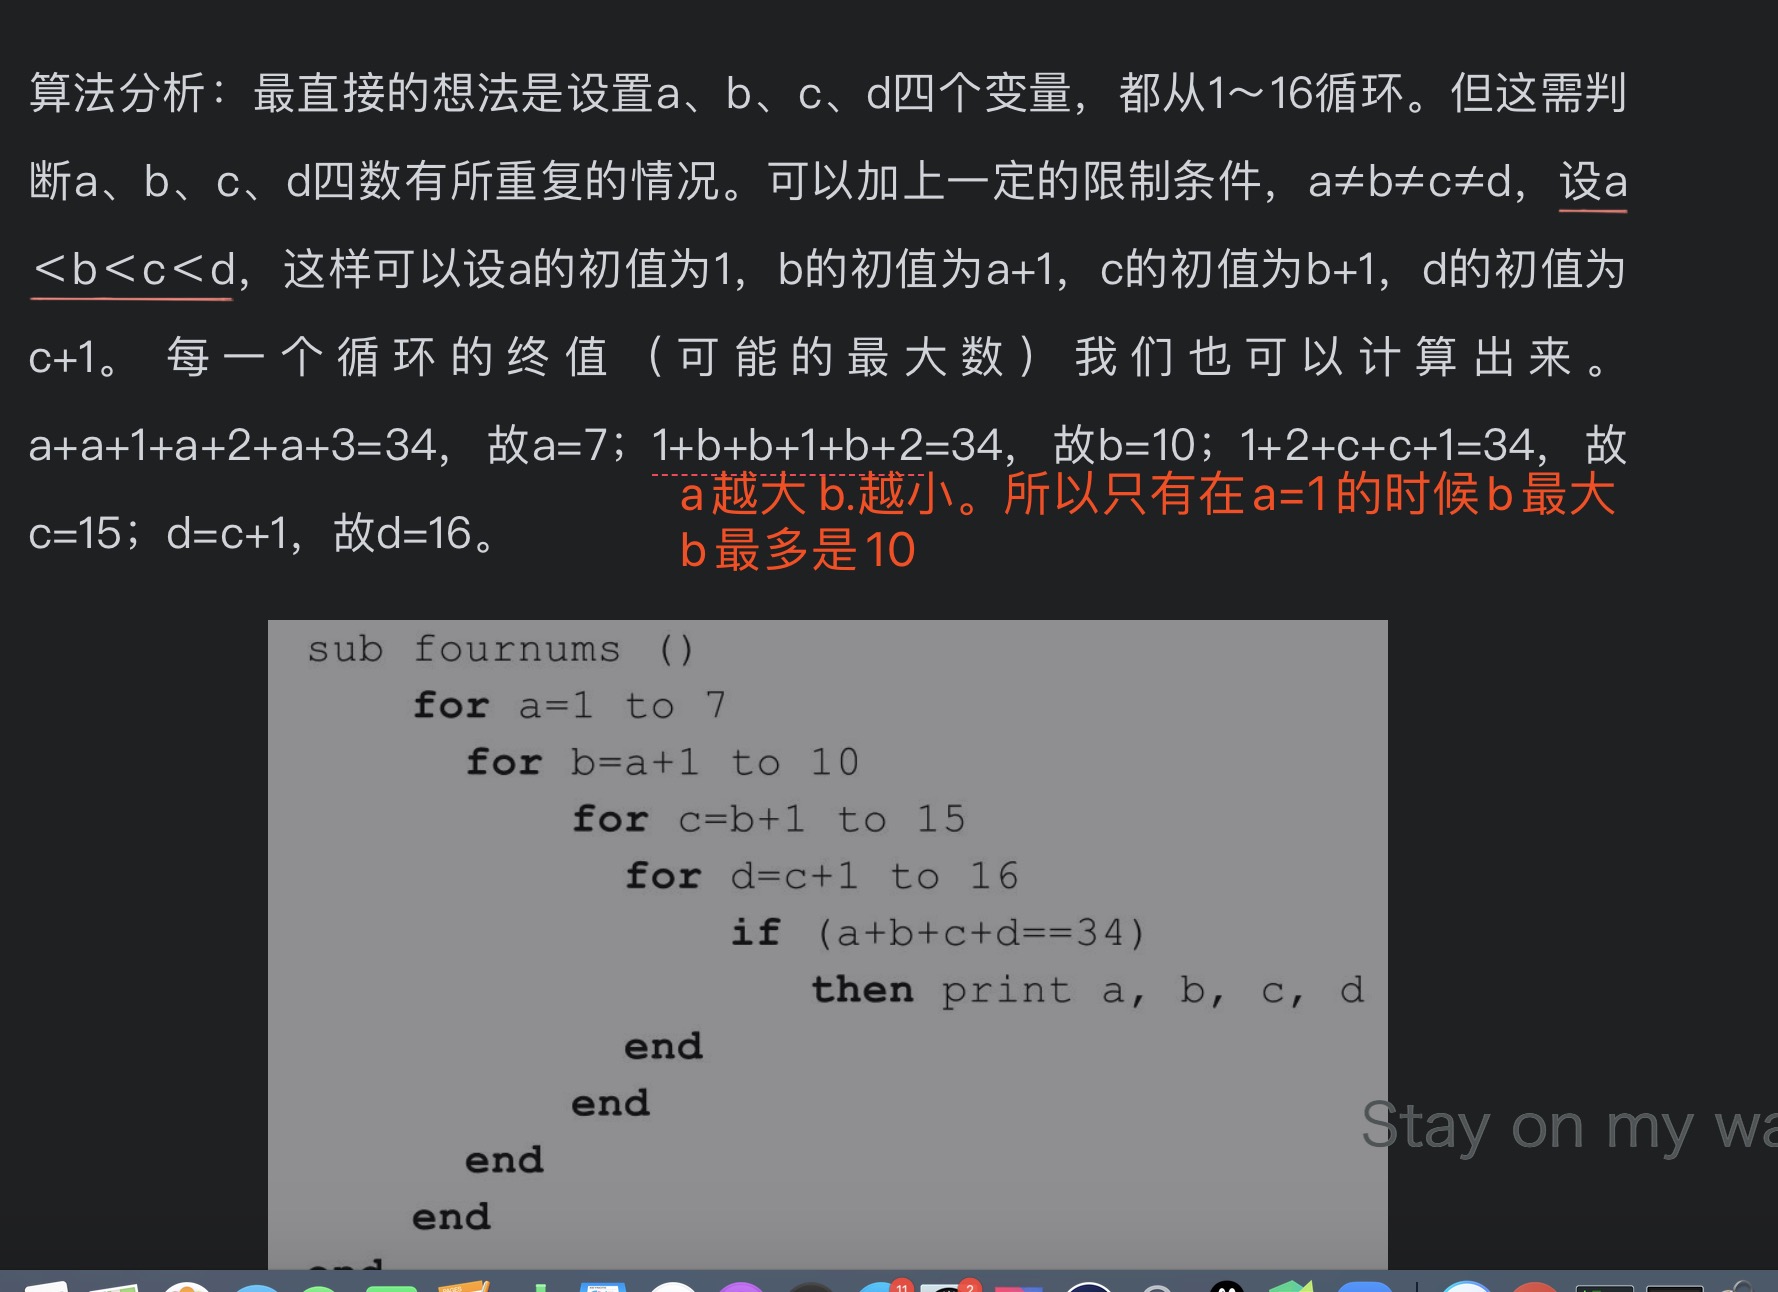 算法分析：最直接的想法是设置a、b、c、d四个变量，都从1～16循环。但这需判
断a、b、c、d四数有所重复的情况。可以加上一定的限制条件，a≠b≠c≠d，设a
＜b＜c＜d，这样可以设a的初值为1，b的初值为a+1，c的初值为b+1，d的初值为
c+1。每一个循环的终值（可能的最大数）我们也可以计算出来。
a+a+1+a+2+a+3=34，故a=7；1+b+b+1+b+2=34，故b=10；1+2+c+c+1=34，故
a越大b.越小。所以只有在a=1的时候b最大
c=15；d=c+1，故d=16。
b最多是10
sub fournums ()
for a=1 to 7
for b=a+1 to 10
for c=b+1 to 15
for d=c+1 to 16
if (a+b+c+d==34)
then print a, b, c, d
end
end
Stay on my wa
end
end
end
11
2